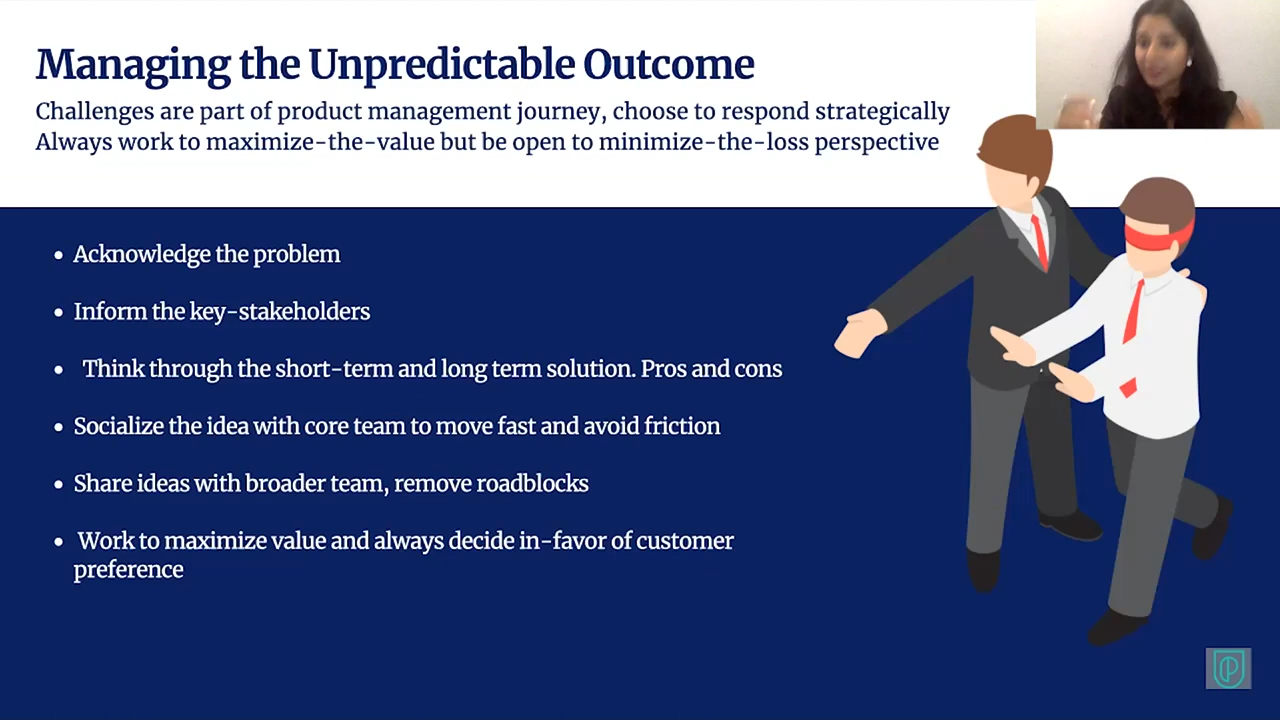 Managing the Unpredictable Outcome
Challenges are part of product management journey, choose to respond strategically
Always work to maximize-the-value but be open to minimize-the-loss perspective
• Acknowledge the problem
• Inform the key-stakeholders
• Think through the short-term and long term solution. Pros and cons
• Socialize the idea with core team to move fast and avoid friction
• Share ideas with broader team, remove roadblocks
• Work to maximize value and always decide in-favor of customer
preference